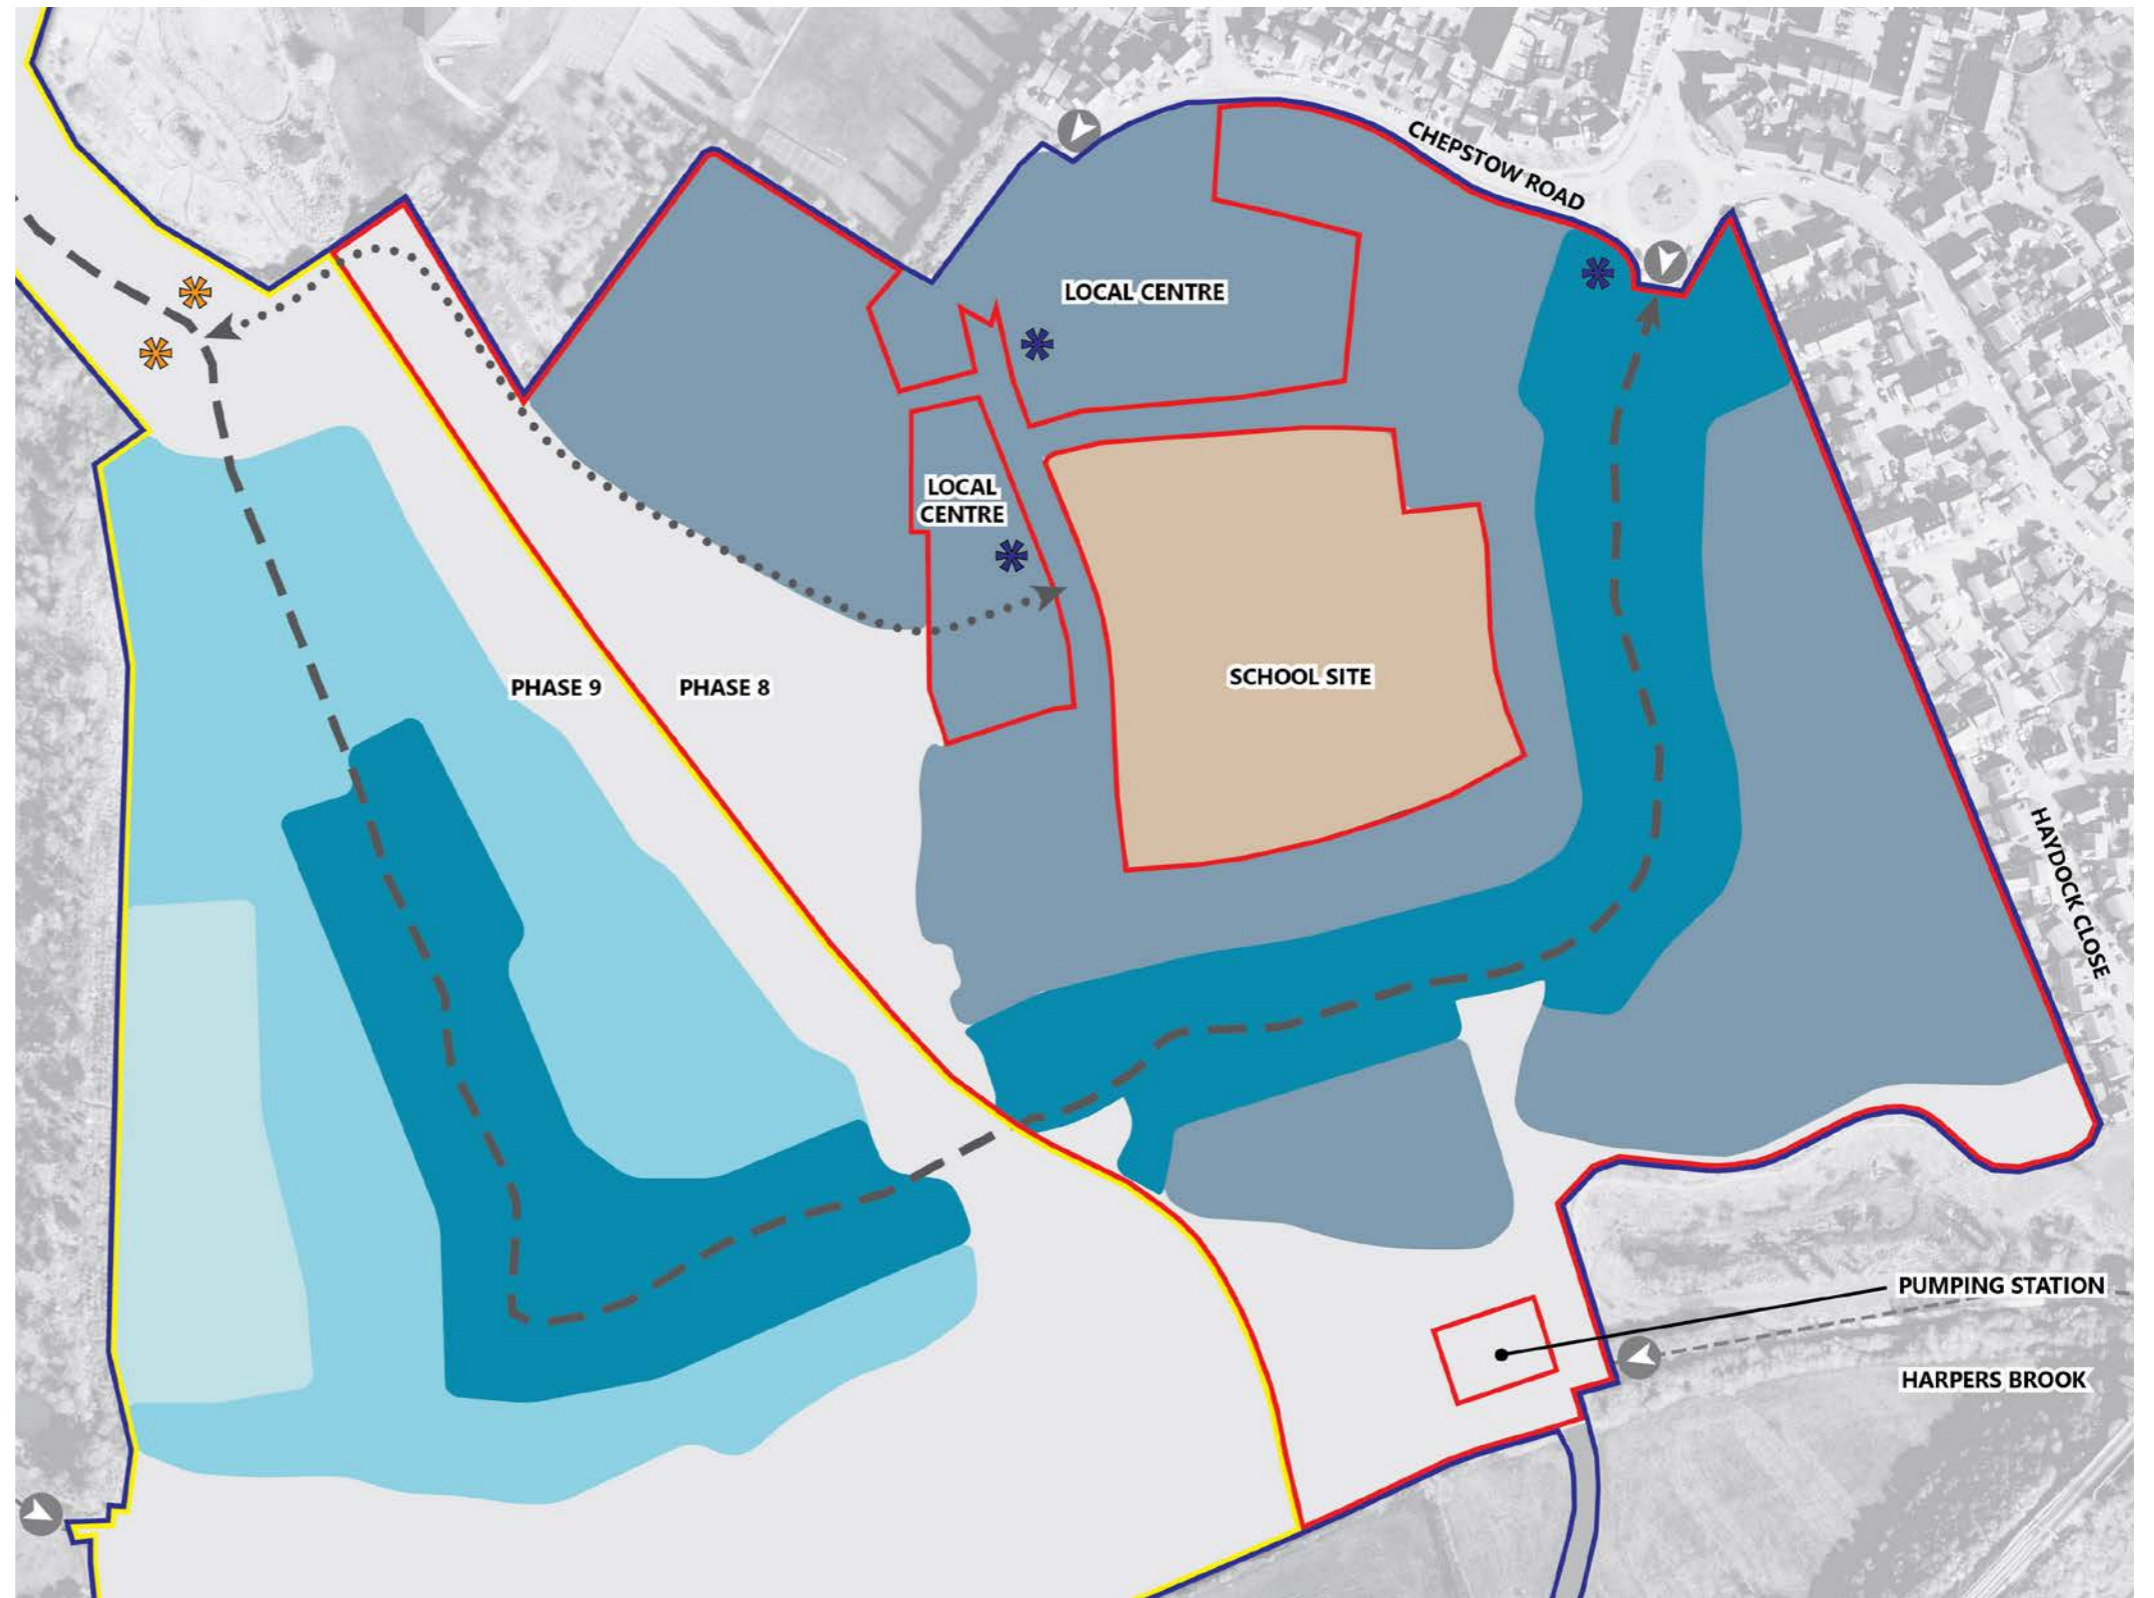 CHEPSTOW ROAD
LOCAL CENTRE
LOCAL
CENTRE
SCHOOL SITE
PHASE 9
PHASE 8
HAYDOCK CLOSE
PUMPING STATION
HARPERS BROOK